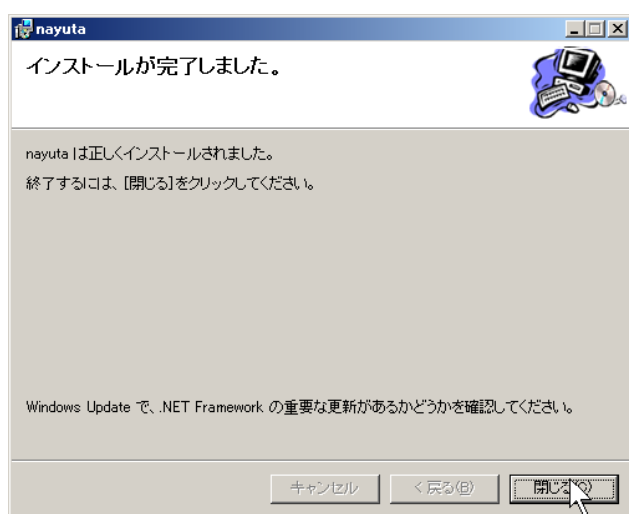 nayuta
インストールが完了しました。
nayuta は正しくインストールされました。
終了するには、[閉じる]をクリックしてください。
Windows Update で、.NET Framework の重要な更新があるかどうかを確認してください。
キャンセル
< 戻る(B)
閉じる(C)